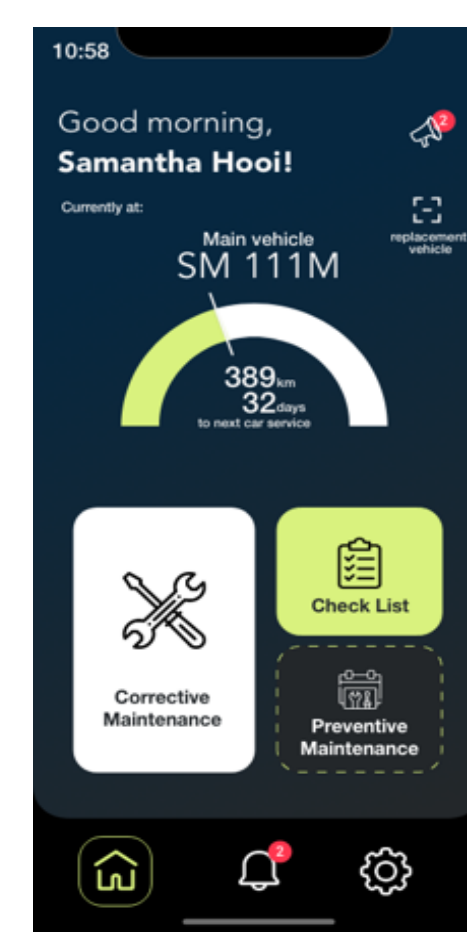 10:58
Good morning,
Samantha Hooi!
2
Currently at:
replacement
vehicle
Main vehicle
SM 111M
389km
32days
to next car service
Corrective
Maintenance
Check List
Preventive
Maintenance
2